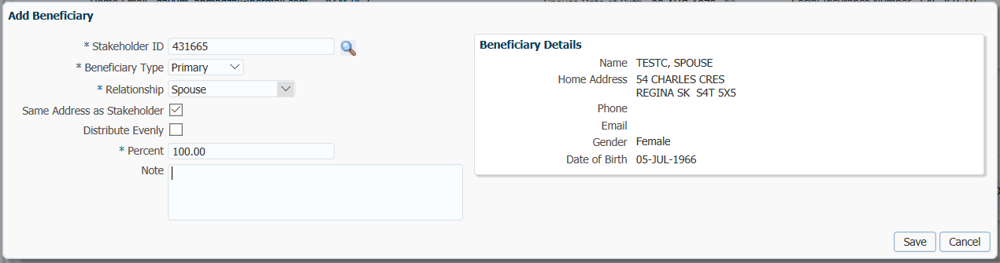 Add Beneficiary
* Stakeholder ID 431665
* Beneficiary Type Primary
* Relationship Spouse
Same Address as Stakeholder
Distribute Evenly
* Percent 100.00
Note
Beneficiary Details
Name TESTC, SPOUSE
Home Address 54 CHARLES CRES
REGINA SK S4T 5X5
Phone
Email
Gender Female
Date of Birth 05-JUL-1966
Save Cancel